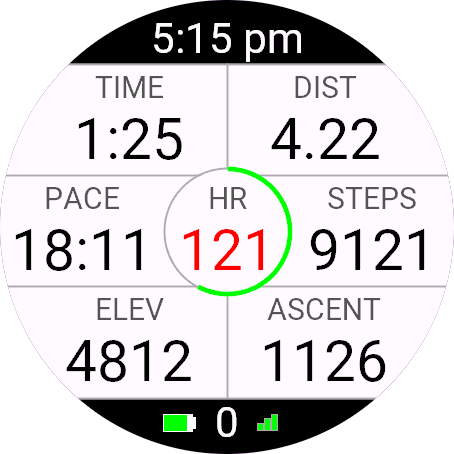 5:15 pm
TIME DIST
1:25 4.22
PACE HR STEPS
18:11 121 9121
ELEV ASCENT
4812 1126
0